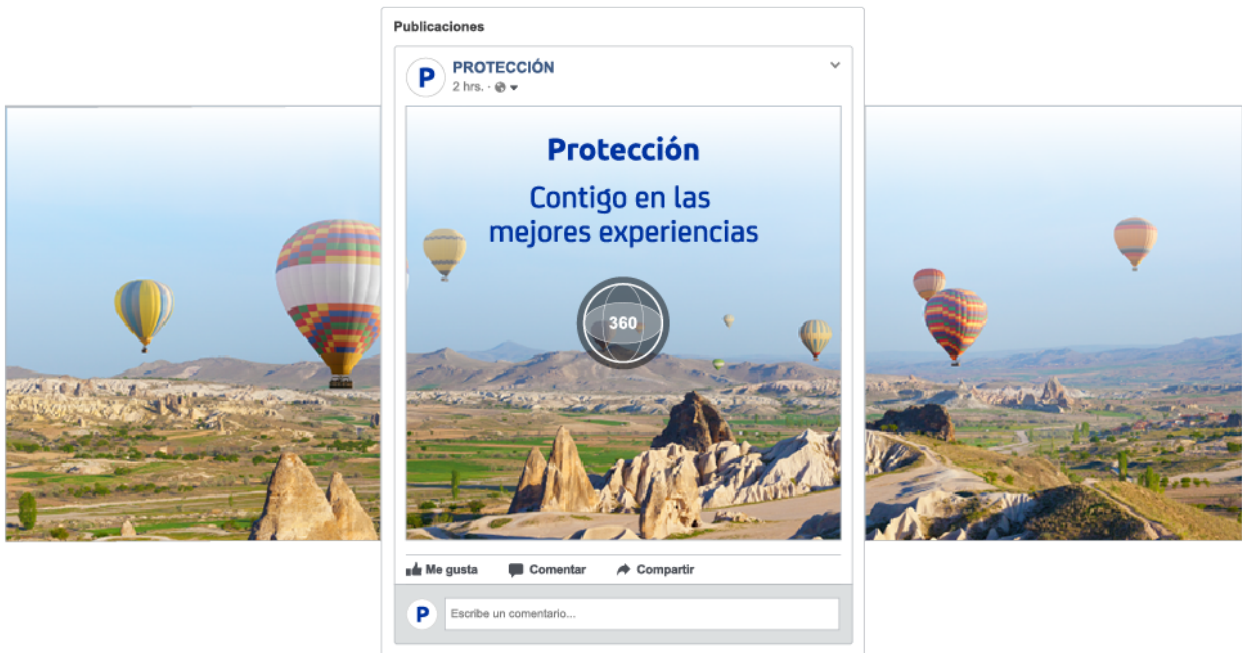 Publicaciones
P
PROTECCIÓN
2 hrs. ·
Protección
Contigo en las
mejores experiencias
360
Me gusta
Comentar
Compartir
P
Escribe un comentario...